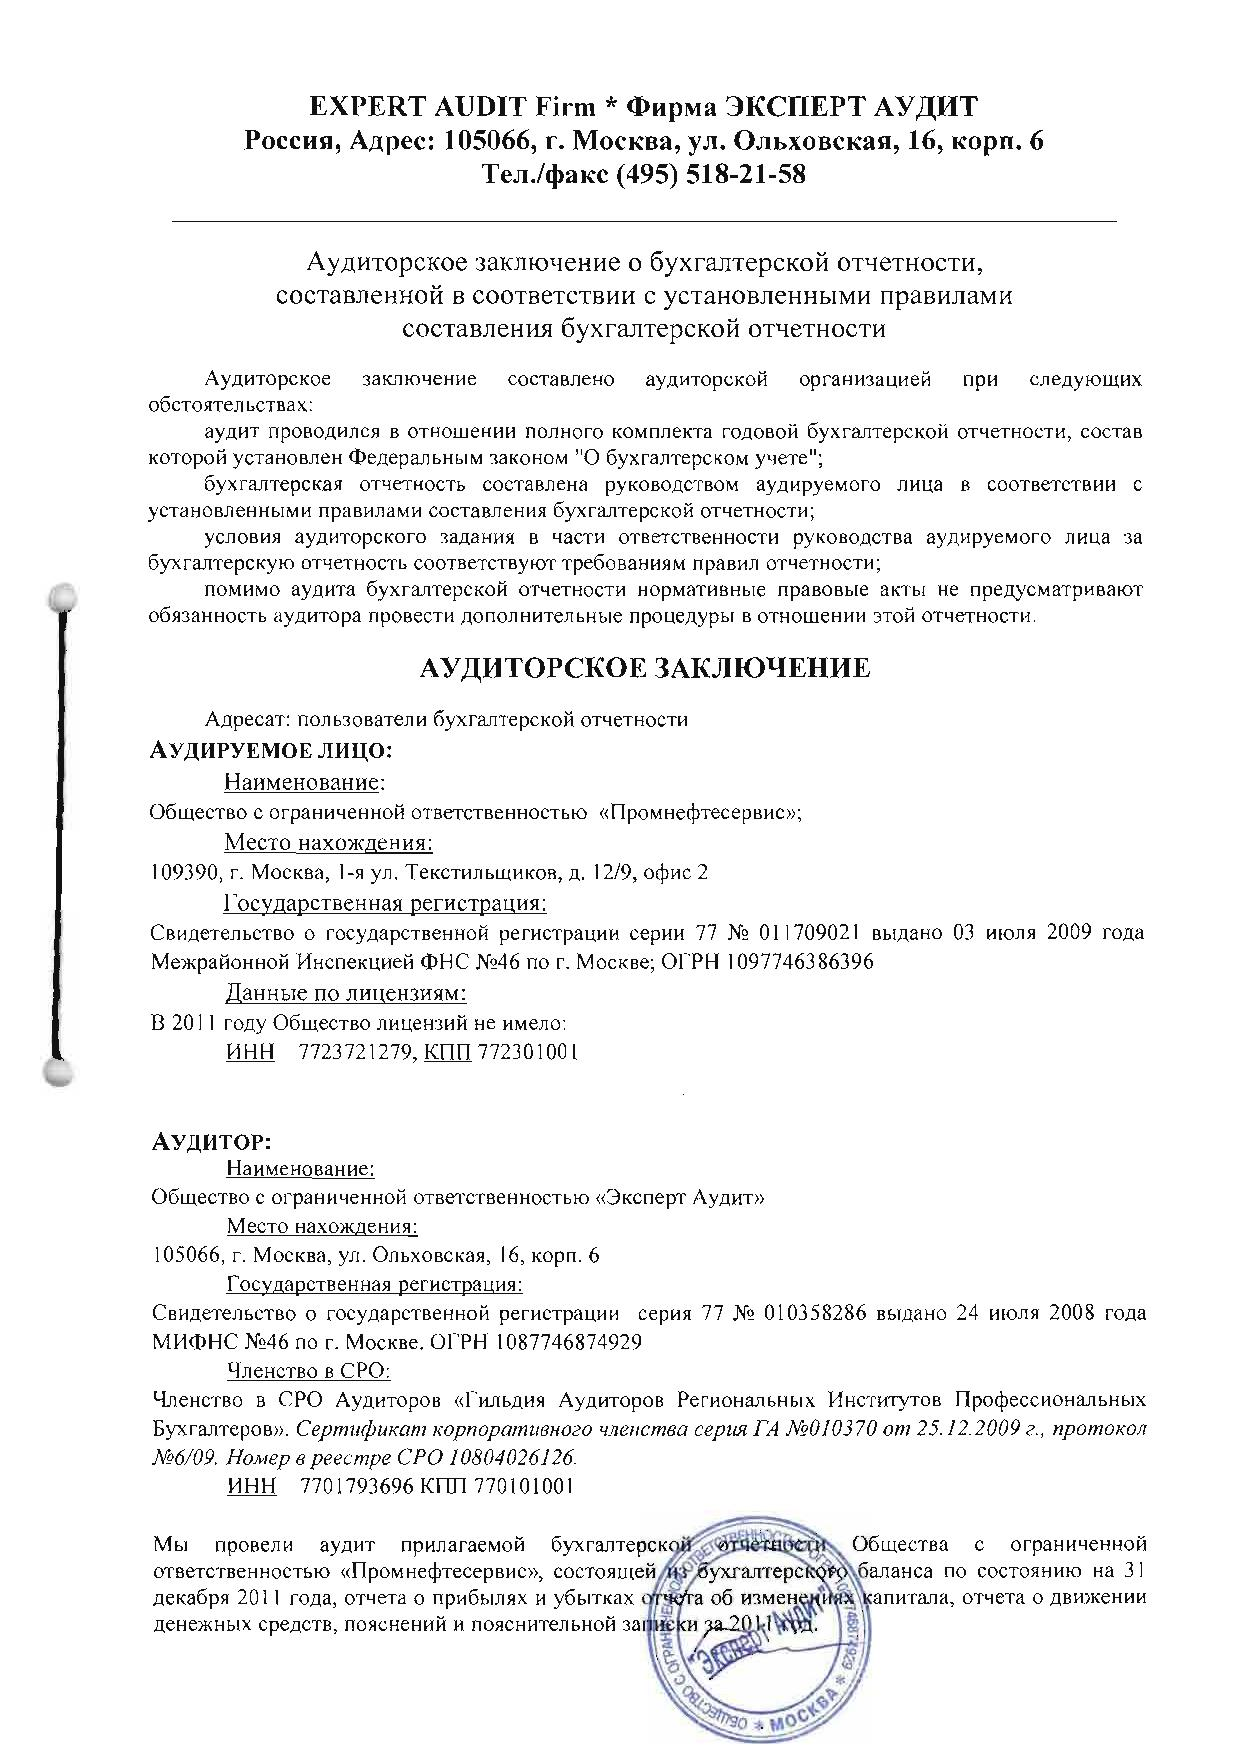 EXPERT AUDIT Firm * Фирма ЭКСПЕРТ АУДИТ
Россия, Адрес: 105066, г. Москва, ул. Ольховская, 16, корп. 6
Тел./факс (495) 518-21-58
Аудиторское заключение о бухгалтерской отчетности,
составленной в соответствии с установленными правилами
составления бухгалтерской отчетности
Аудиторское заключение составлено аудиторской организацией при следующих
обстоятельствах:
аудит проводился в отношении полного комплекта годовой бухгалтерской отчетности, состав
которой установлен Федеральным законом "О бухгалтерском учете";
бухгалтерская отчетность составлена руководством аудируемого лица в соответствии с
установленными правилами составления бухгалтерской отчетности;
условия аудиторского задания в части ответственности руководства аудируемого лица за
бухгалтерскую отчетность соответствуют требованиям правил отчетности;
помимо аудита бухгалтерской отчетности нормативные правовые акты не предусматривают
обязанность аудитора провести дополнительные процедуры в отношении этой отчетности.
АУДИТОРСКОЕ ЗАКЛЮЧЕНИЕ
Адресат: пользователи бухгалтерской отчетности
АУДИРУЕМОЕ ЛИЦО:
Наименование:
Общество с ограниченной ответственностью «Промнефтесервис»;
Место нахождения:
109390, г. Москва, 1-я ул. Текстильщиков, д. 12/9, офис 2
Государственная регистрация:
Свидетельство о государственной регистрации серии 77 № 011709021 выдано 03 июля 2009 года
Межрайонной Инспекцией ФНС №46 по г. Москве; ОГРН 1097746386396
Данные по лицензиям:
В 2011 году Общество лицензий не имело:
ИНН 7723721279, КПП 772301001
АУДИТОР:
Наименование:
Общество с ограниченной ответственностью «Эксперт Аудит»
Место нахождения:
105066, г. Москва, ул. Ольховская, 16, корп. 6
Государственная регистрация:
Свидетельство о государственной регистрации серия 77 № 010358286 выдано 24 июля 2008 года
МИФНС №46 по г. Москве. ОГРН 1087746874929
Членство в СРО:
Членство в СРО Аудиторов «Гильдия Аудиторов Региональных Институтов Профессиональных
Бухгалтеров». Сертификат корпоративного членства серия ГА №010370 от 25.12.2009 г., протокол
№6/09. Номер в реестре СРО 10804026126.
ИНН 7701793696 КПП 770101001
Мы провели аудит прилагаемой бухгалтерской отчетности Общества с ограниченной
ответственностью «Промнефтесервис», состоящей из бухгалтерского баланса по состоянию на 31
декабря 2011 года, отчета о прибылях и убытках отчета об изменениях капитала, отчета о движении
денежных средств, пояснений и пояснительной записки за 2011 год.
ОБЩЕСТВО С ОГРАНИЧЕННОЙ ОТВЕТСТВЕННОСТЬЮ
"Эксперт Аудит"
* МОСКВА *